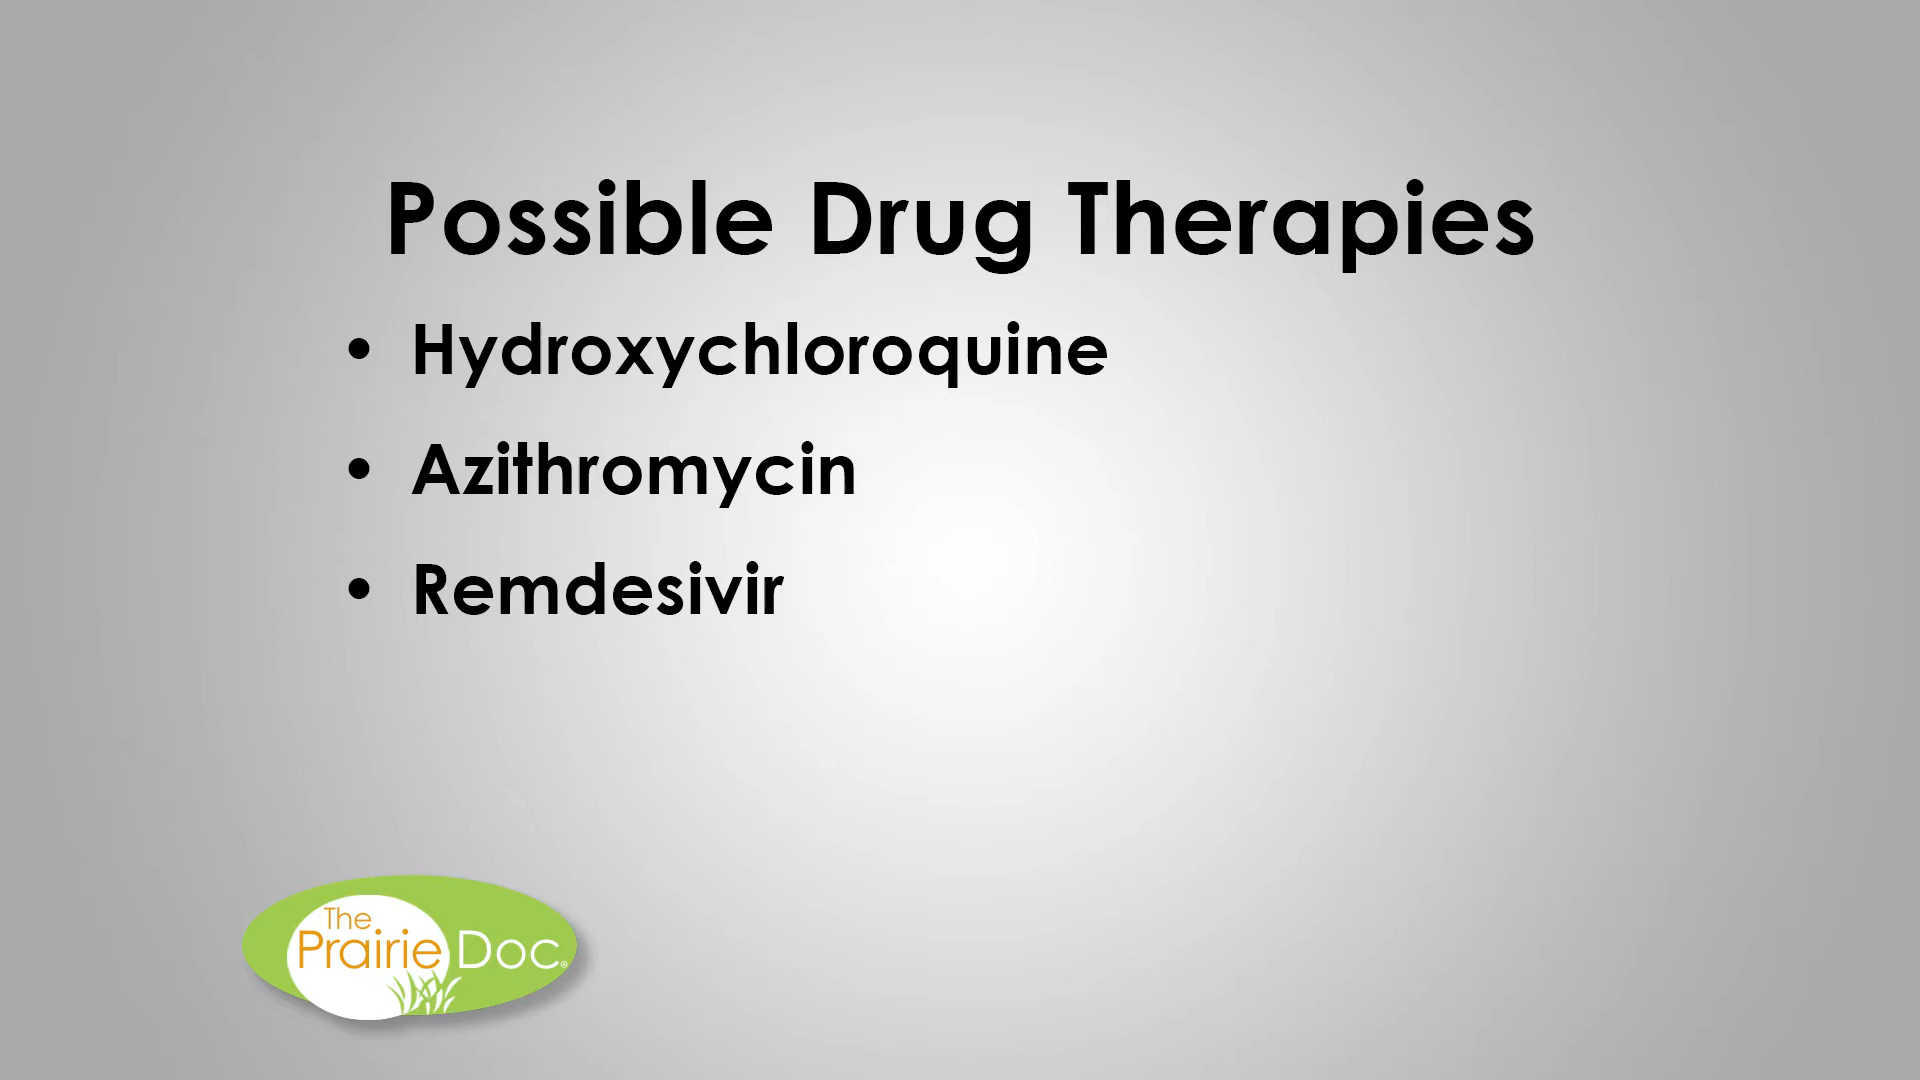 Possible Drug Therapies
• Hydroxychloroquine
• Azithromycin
• Remdesivir
The
Prairie Doc®